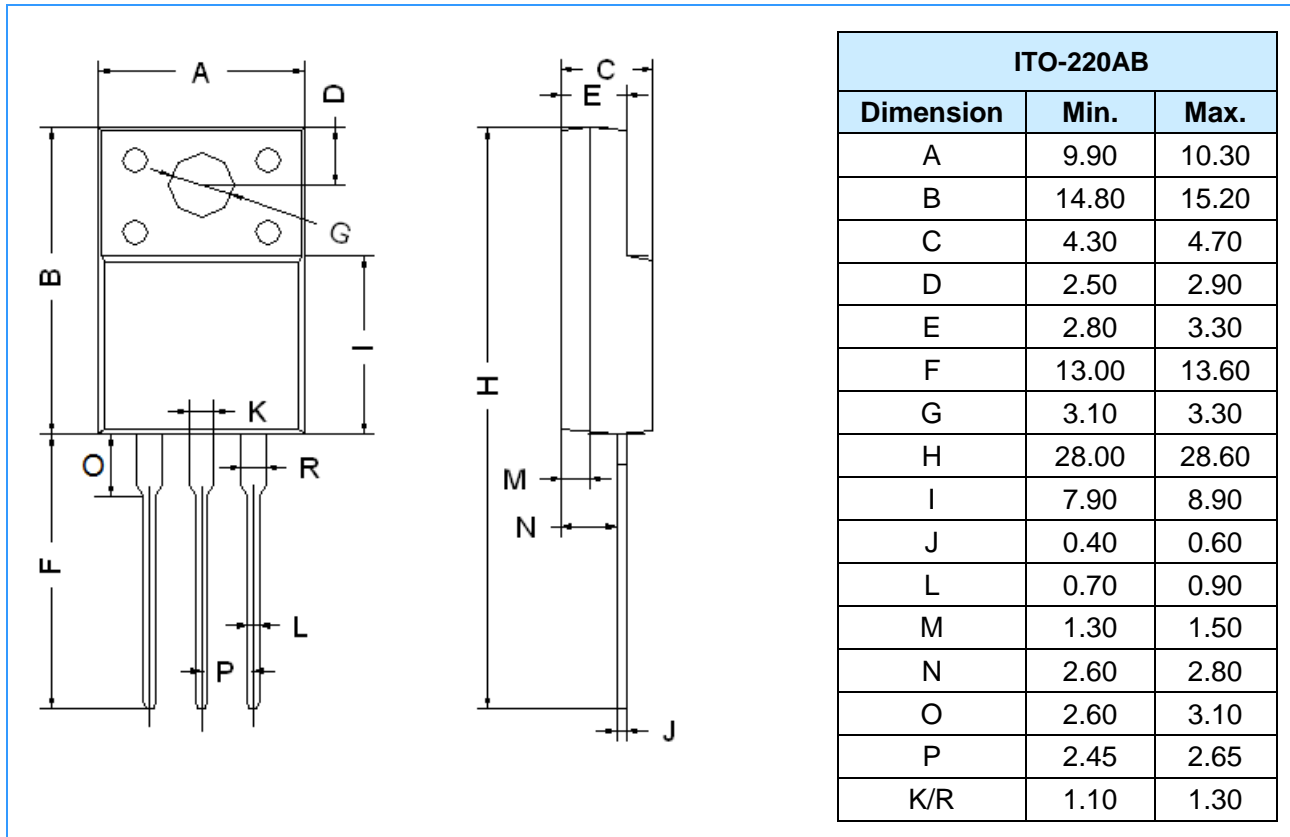 A
D
B
G
I
K
O
R
F
L
P
C
E
H
M
N
J
ITO-220AB
Dimension Min. Max.
A 9.90 10.30
B 14.80 15.20
C 4.30 4.70
D 2.50 2.90
E 2.80 3.30
F 13.00 13.60
G 3.10 3.30
H 28.00 28.60
I 7.90 8.90
J 0.40 0.60
L 0.70 0.90
M 1.30 1.50
N 2.60 2.80
O 2.60 3.10
P 2.45 2.65
K/R 1.10 1.30